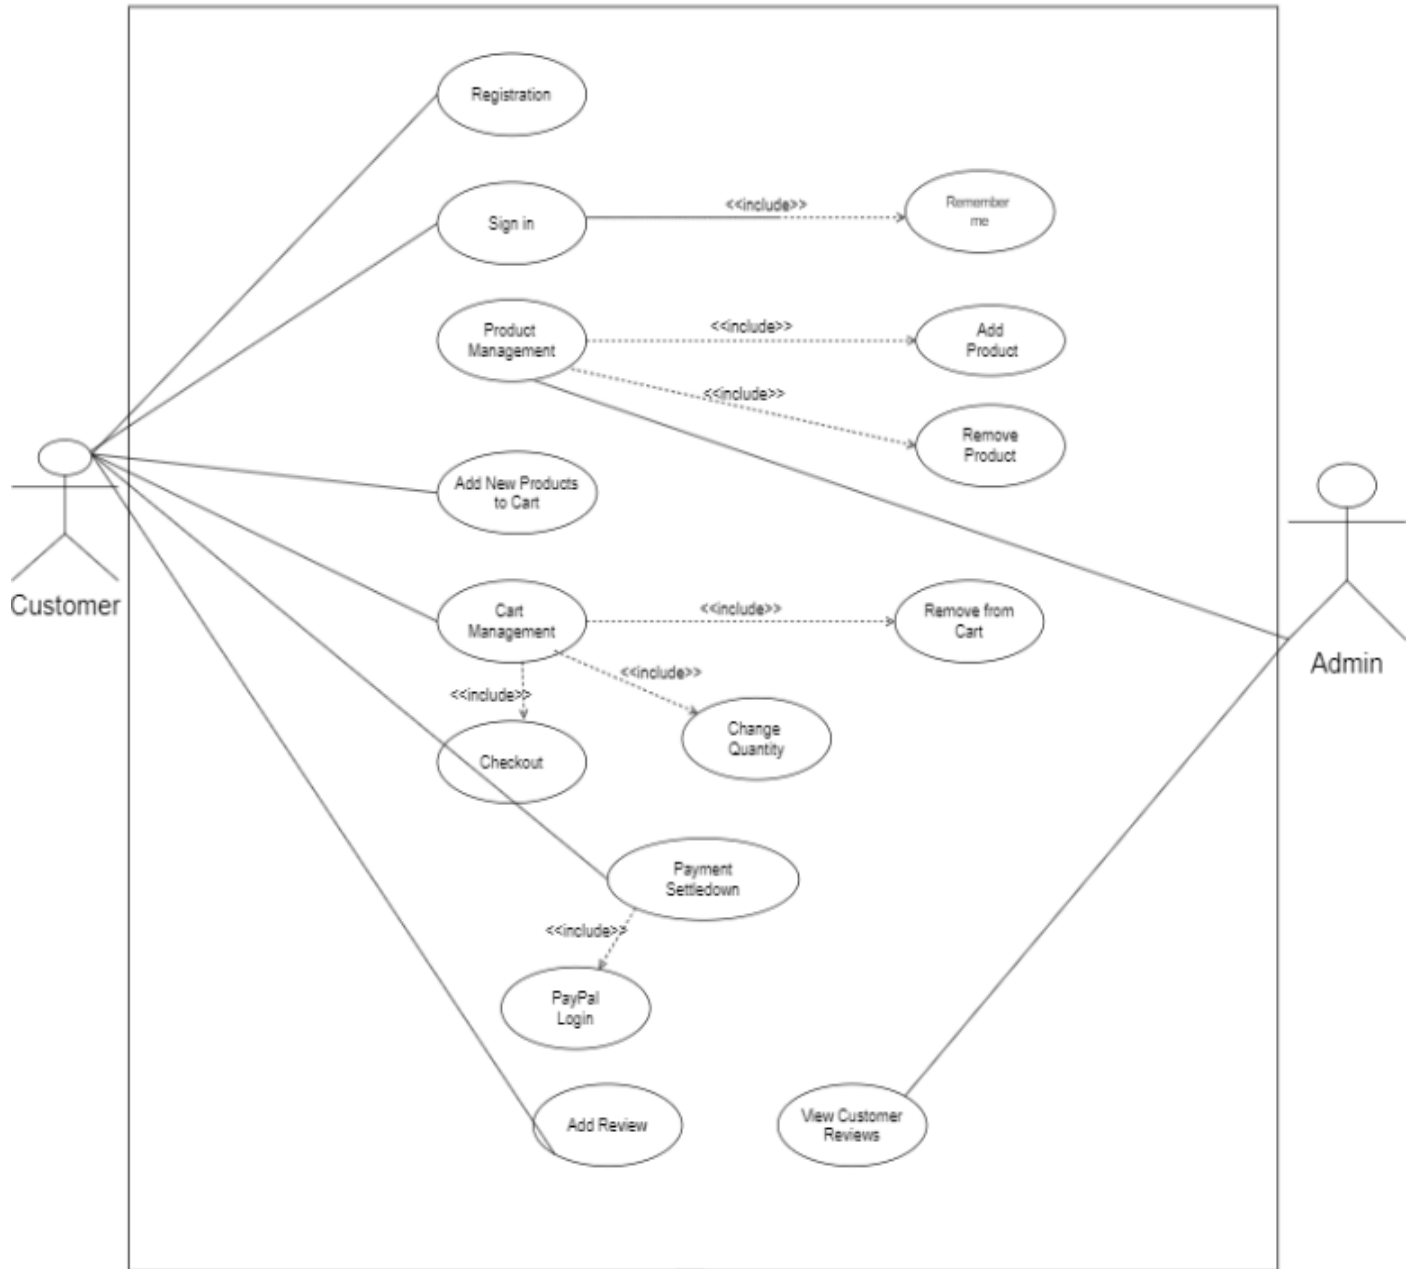 Registration
<<include>>
Remember
me
Sign in
<<include>>
Product
Management
Add
Product
<<include>>
Remove
Product
Add New Products
to Cart
Customer
Cart
Management
<<include>>
Remove from
Cart
Admin
<<include>>
<<include>>
Change
Quantity
Checkout
Payment
Settledown
<<include>>
PayPal
Login
Add Review
View Customer
Reviews